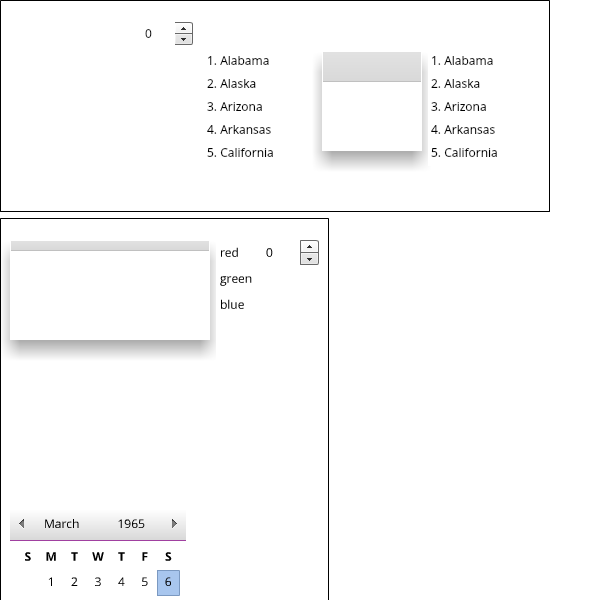 0
1. Alabama
2. Alaska
3. Arizona
4. Arkansas
5. California
1. Alabama
2. Alaska
3. Arizona
4. Arkansas
5. California
red 0
green
blue
March 1965
S M T W T F S
1 2 3 4 5 6